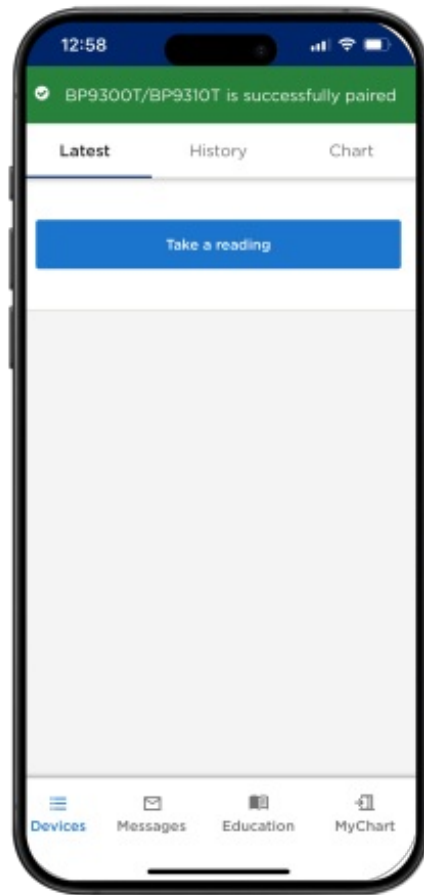 12:58
BP9300T/BP9310T is successfully paired
Latest History Chart
Take a reading
Devices Messages Education MyChart